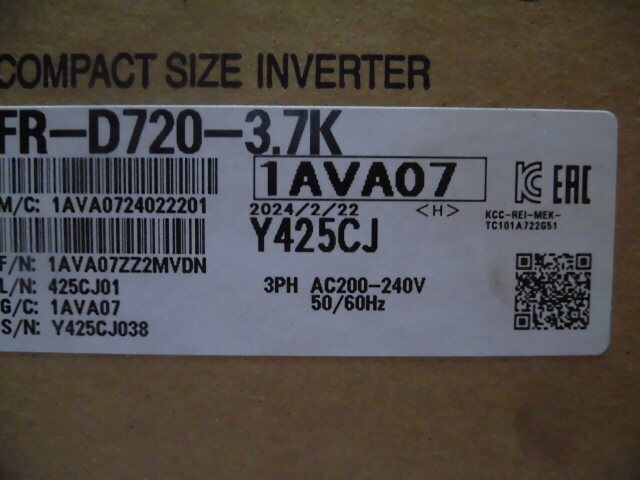 COMPACT SIZE INVERTER
FR-D720-3.7K
1AVA07
M/C: 1AVA0724022201
2024/2/22 <H>
KCC-REI-MEK-
TC101A722G51
Y425CJ
F/N: 1AVA07ZZ2MVDN
L/N: 425CJ01
3PH AC200-240V
G/C: 1AVA07
50/60Hz
S/N: Y425CJ038
EAC